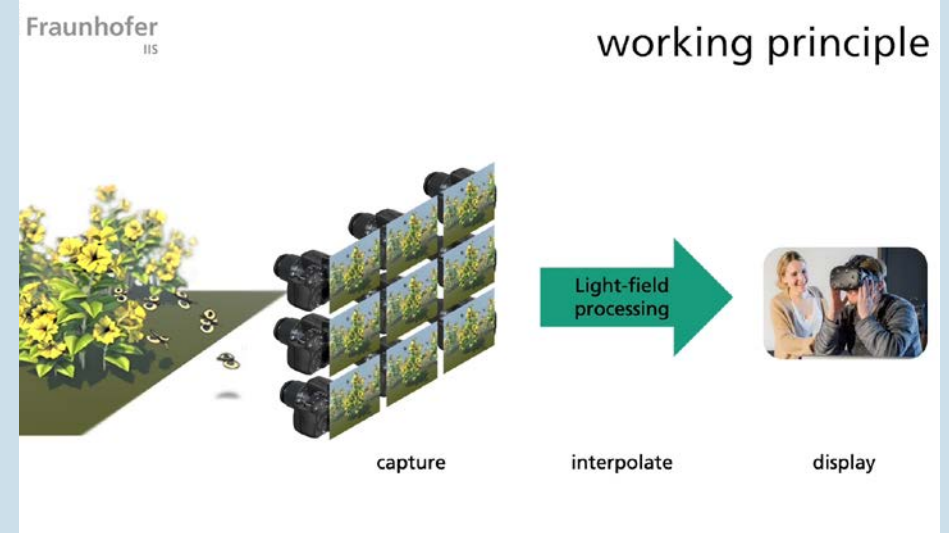 Fraunhofer
IIS
working principle
Light-field
processing
capture
interpolate
display